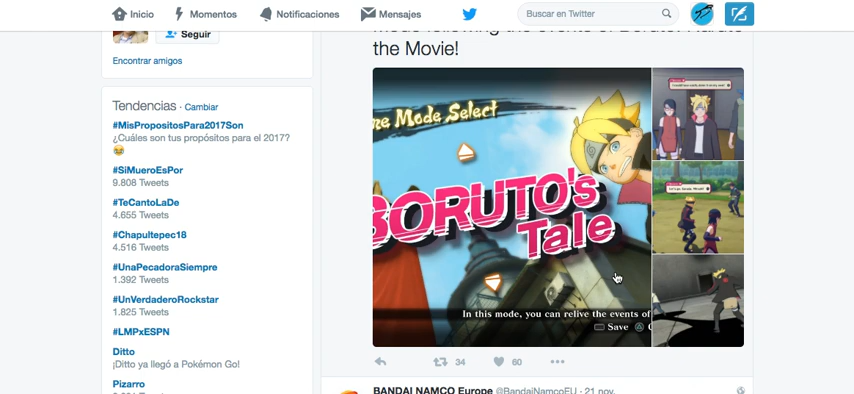 Inicio
Momentos
Notificaciones
Mensajes
Buscar en Twitter
Seguir
Encontrar amigos
Tendencias · Cambiar
#MisPropositosPara2017Son
¿Cuáles son tus propósitos para el 2017?
😂
#SiMueroEsPor
9.808 Tweets
#TeCantoLaDe
4.655 Tweets
#Chapultepec18
4.516 Tweets
#UnaPecadoraSiempre
1.392 Tweets
#UnVerdaderoRockstar
1.825 Tweets
#LMPxESPN
Ditto
¡Ditto ya llegó a Pokémon Go!
Pizarro
the Movie!
me Mode Select
BORUTO's
Tale
In this mode, you can relive the events of
Save
34
60
BANDAI NAMCO Europe @BandaiNamcoEU · 21 nov.